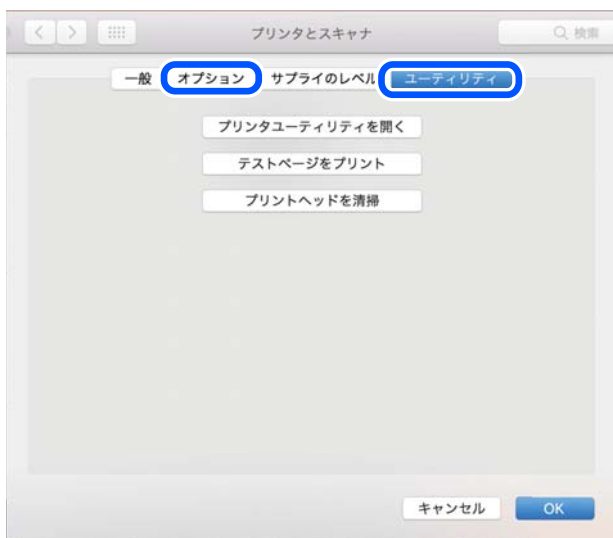 プリンタとスキャナ
検索
一般 オプション サプライのレベル ユーティリティ
プリンタユーティリティを開く
テストページをプリント
プリントヘッドを清掃
キャンセル OK